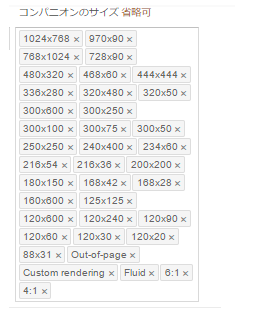 コンパニオンのサイズ 省略可
1024x768 × 970x90 ×
768x1024 × 728x90 ×
480x320 × 468x60 × 444x444 ×
336x280 × 320x480 × 320x50 ×
300x600 × 300x250 ×
300x100 × 300x75 × 300x50 ×
250x250 × 240x400 × 234x60 ×
216x54 × 216x36 × 200x200 ×
180x150 × 168x42 × 168x28 ×
160x600 × 125x125 ×
120x600 × 120x240 × 120x90 ×
120x60 × 120x30 × 120x20 ×
88x31 × Out-of-page ×
Custom rendering × Fluid × 6:1 ×
4:1 ×